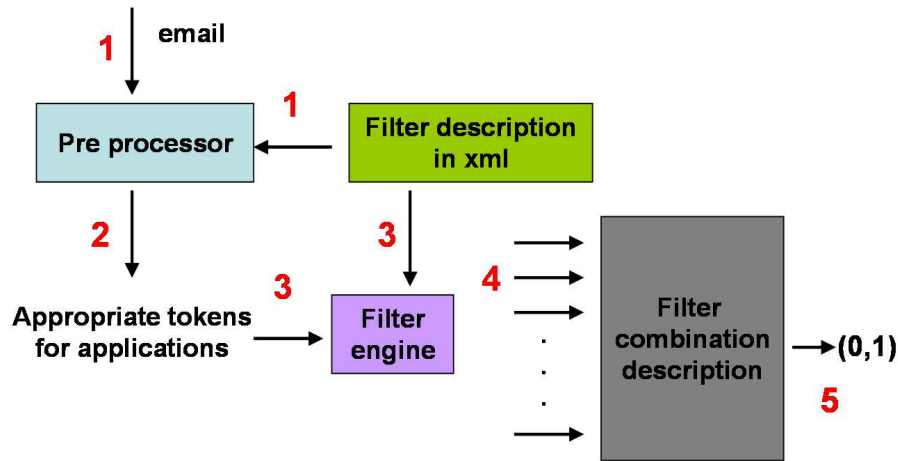 email
1
1
Pre processor
Filter description
in xml
2
3
4
3
Appropriate tokens
for applications
Filter
engine
.
.
.
Filter
combination
description
(0,1)
5